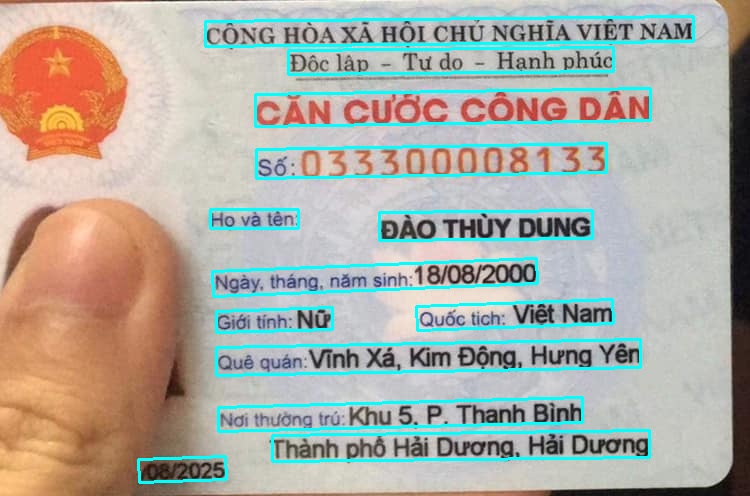 CỘNG HÒA XÃ HỘI CHỦ NGHĨA VIỆT NAM
Độc lập - Tự do - Hạnh phúc
CĂN CƯỚC CÔNG DÂN
Số: 033300008133
Họ và tên:
ĐÀO THÙY DUNG
Ngày, tháng, năm sinh: 18/08/2000
Giới tính: Nữ Quốc tịch: Việt Nam
Quê quán: Vĩnh Xá, Kim Động, Hưng Yên
Nơi thường trú: Khu 5, P. Thanh Bình
Thành phố Hải Dương, Hải Dương
/08/2025